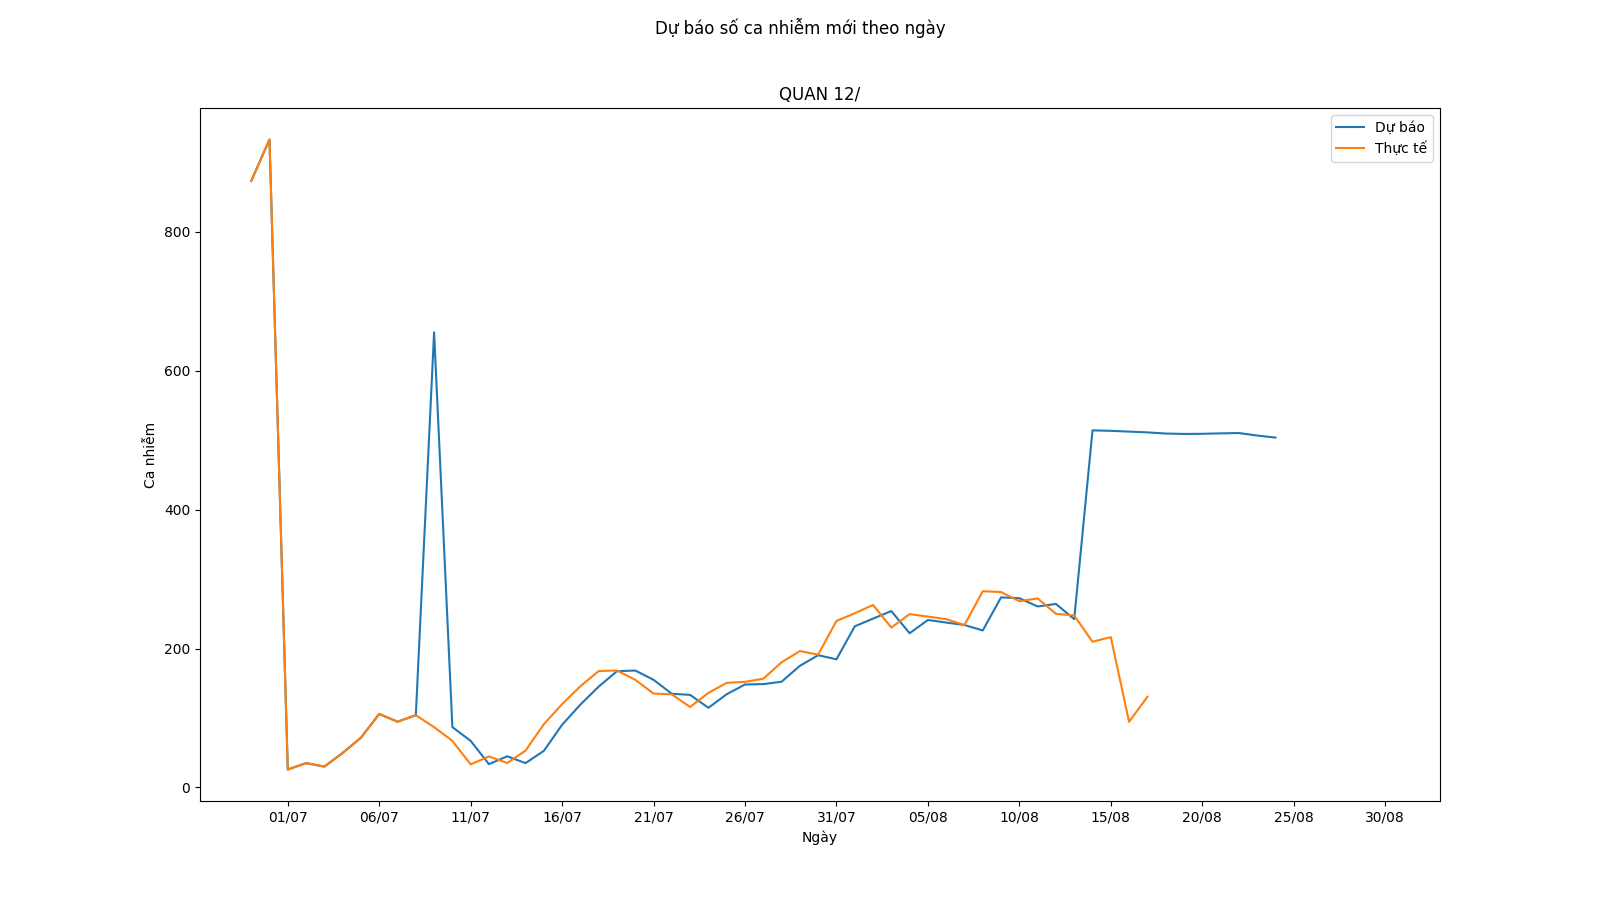 Dự báo số ca nhiễm mới theo ngày
QUAN 12/
Dự báo
Thực tế
800
600
400
200
0
Ca nhiễm
01/07 06/07 11/07 16/07 21/07 26/07 31/07 05/08 10/08 15/08 20/08 25/08 30/08
Ngày